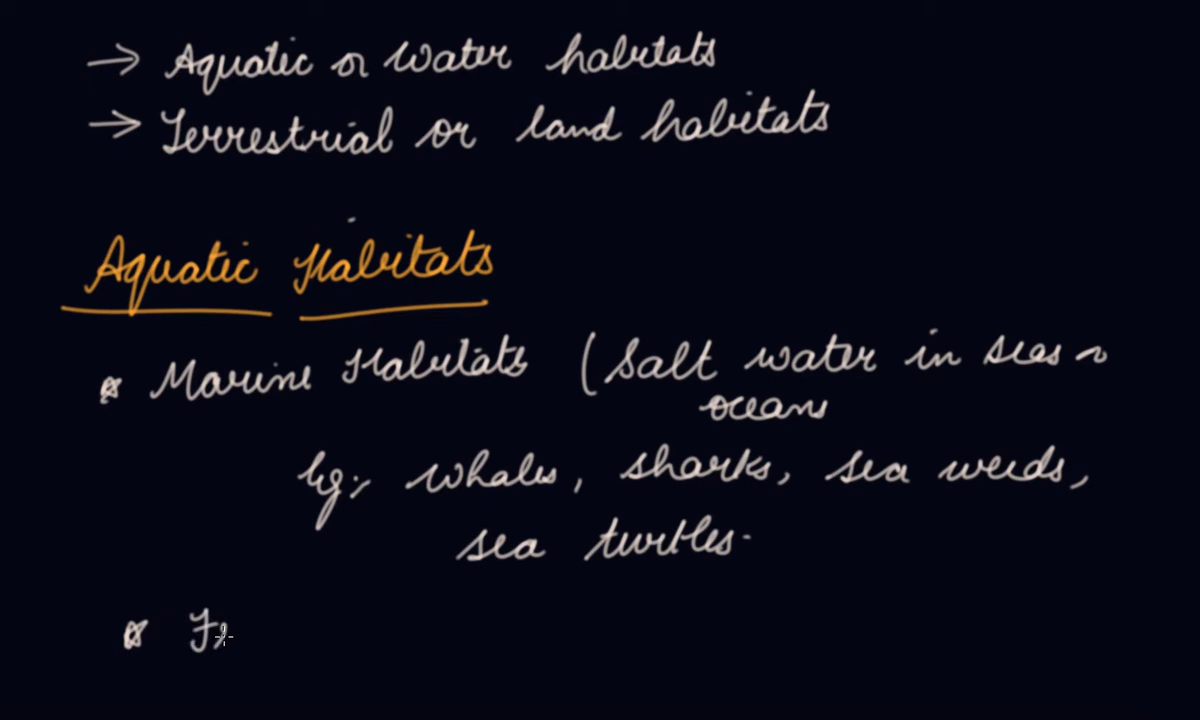 → Aquatic or Water habitats
→ Terrestrial or land habitats
Aquatic Habitats
Marine Habitats (Salt water in seas
oceans
Eg:- whales, sharks, sea weeds,
sea turtles.